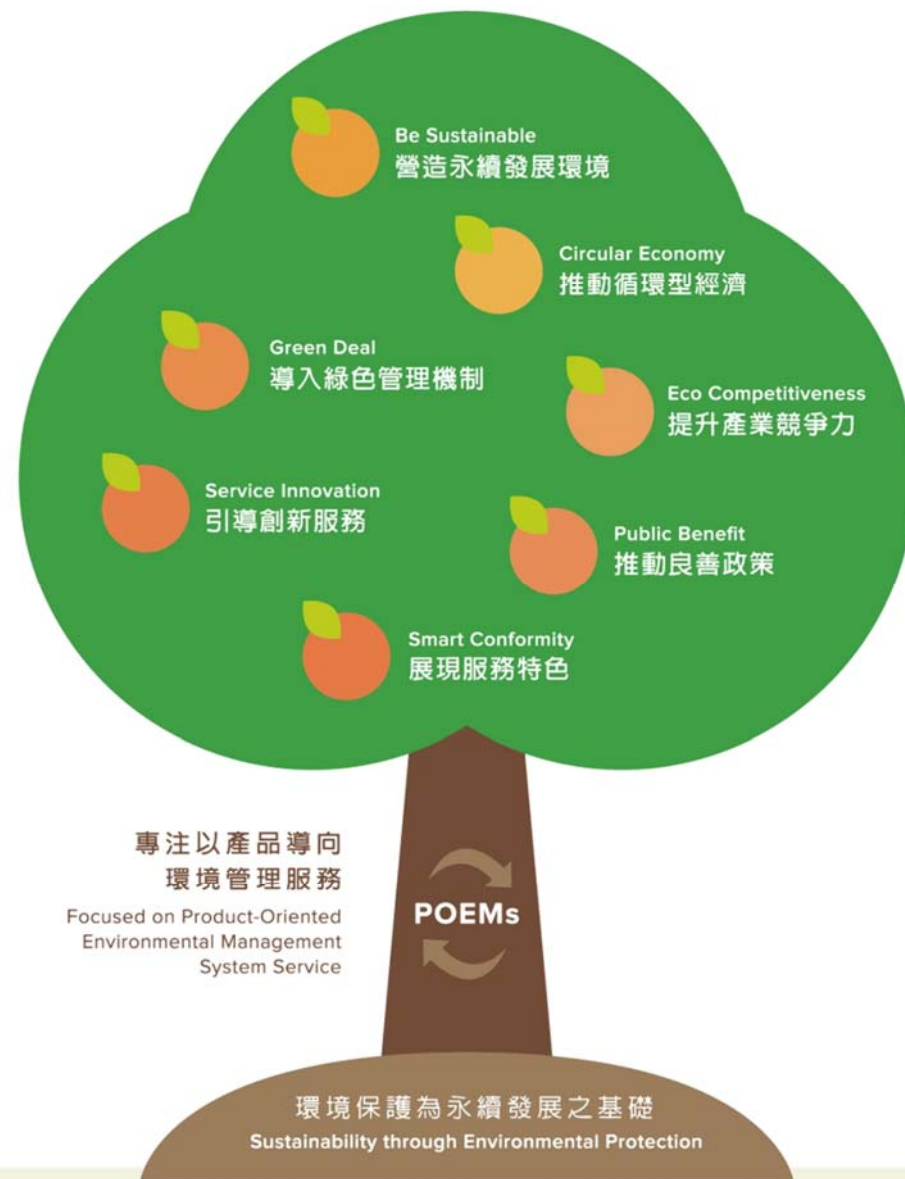 Be Sustainable
營造永續發展環境
Circular Economy
推動循環型經濟
Green Deal
導入綠色管理機制
Eco Competitiveness
提升產業競爭力
Service Innovation
引導創新服務
Public Benefit
推動良善政策
Smart Conformity
展現服務特色
專注以產品導向
環境管理服務
Focused on Product-Oriented
Environmental Management
System Service
POEMs
環境保護為永續發展之基礎
Sustainability through Environmental Protection